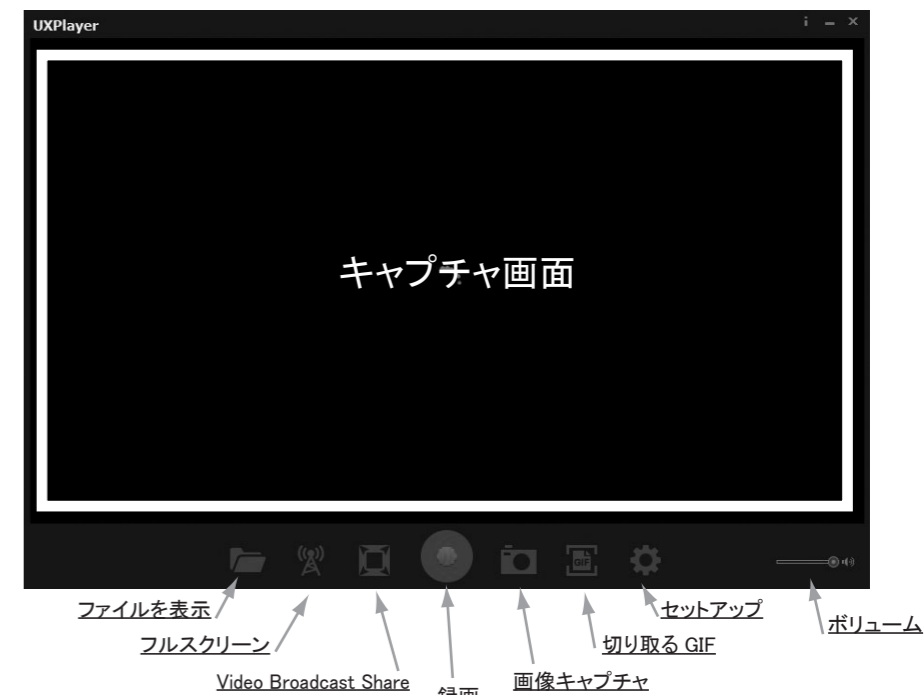 UXPlayer
キャプチャ画面
GIF
ファイルを表示
セットアップ
ボリューム
フルスクリーン
切り取る GIF
Video Broadcast Share
録画
画像キャプチャ